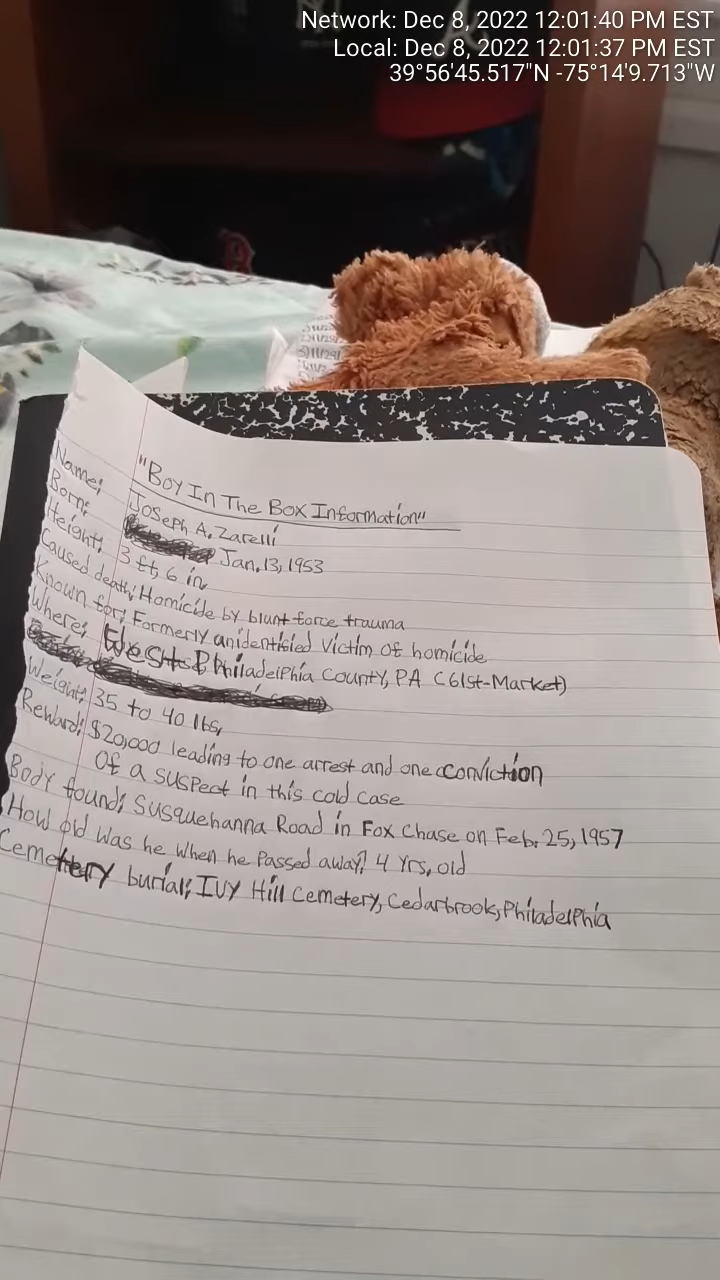 Network: Dec 8, 2022 12:01:40 PM EST
Local: Dec 8, 2022 12:01:37 PM EST
39°56'45.517"N -75°14'9.713"W
B
"Boy In The Box Information"
Name: Joseph A. Zarelli
Born: Jan. 13, 1953
Height: 3 ft, 6 in,
Caused death: Homicide by blunt force trauma
Known for: Formerly anidentisied victim of homicide
Where: West Philadelphia County, PA (61st-Market)
Weight: 35 to 40 lbs,
Reward: $20,000 leading to one arrest and one conviction
Of a suspect in this cold case
Body found: Susquehanna Road in Fox Chase on Feb. 25, 1957
How old was he when he passed away? 4 yrs, old
Cemetery burial: Ivy Hill Cemetery, Cedarbrook, Philadelphia